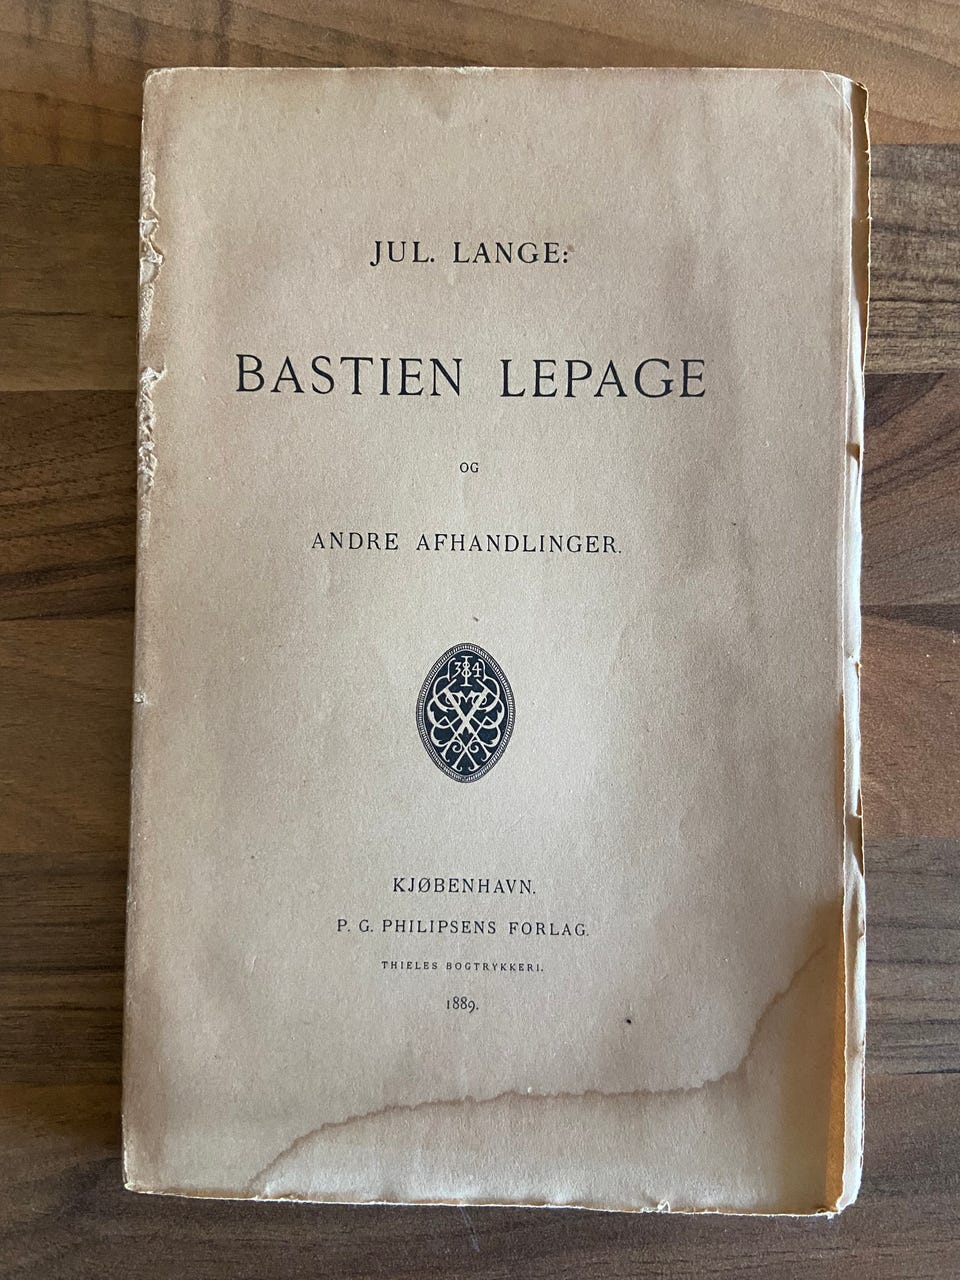 JUL. LANGE:
BASTIEN LEPAGE
OG
ANDRE AFHANDLINGER.
KJØBENHAVN.
P. G. PHILIPSENS FORLAG.
THIELES BOGTRYKKERI.
1889.